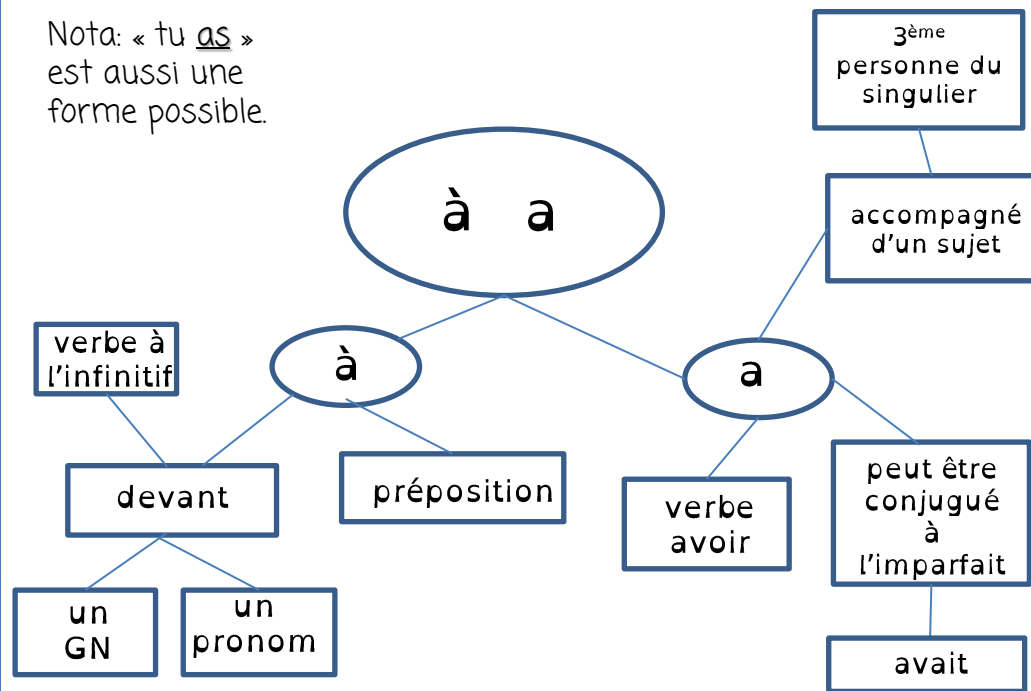 Nota: « tu as »
est aussi une
forme possible.
3ème
personne du
singulier
accompagné
d'un sujet
à a
à
a
verbe à
l'infinitif
devant
préposition
un
GN
un
pronom
verbe
avoir
peut être
conjugué
à
l'imparfait
avait